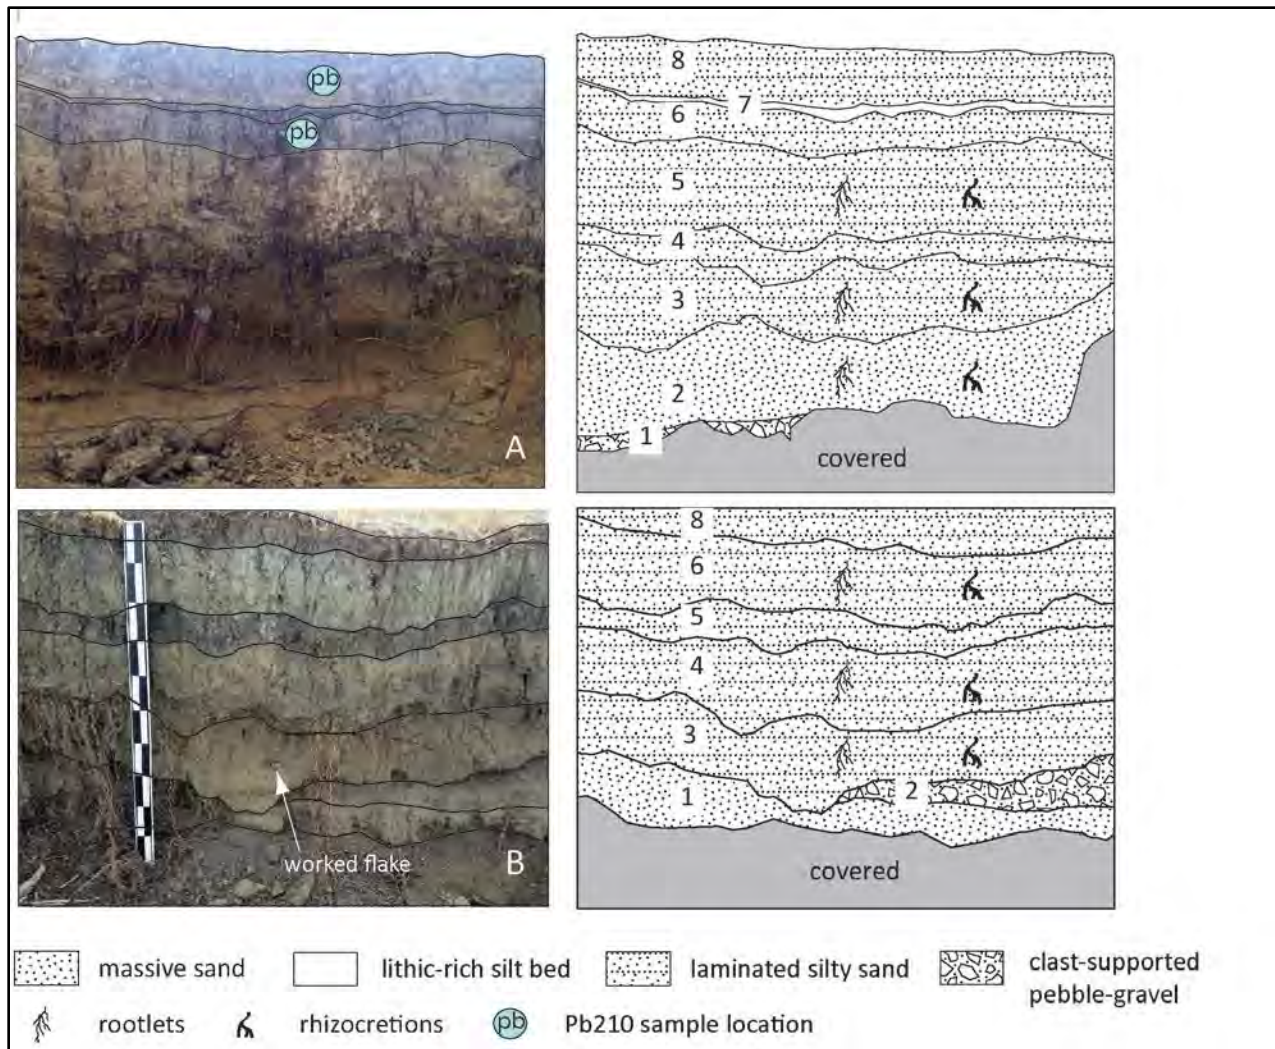 pb
pb
A
8
7
6
5
4
3
2
1
covered
worked flake
B
8
6
5
4
3
2
1
covered
massive sand
lithic-rich silt bed
laminated silty sand
clast-supported
pebble-gravel
rootlets
rhizocretions
pb
Pb210 sample location